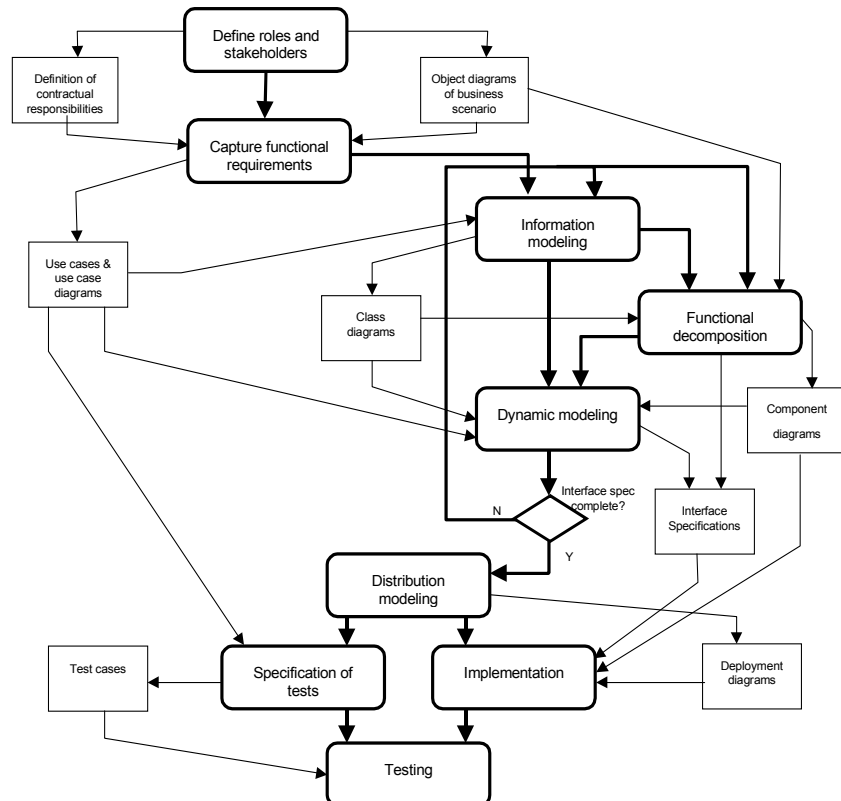 Define roles and
stakeholders
Definition of
contractual
responsibilities
Object diagrams
of business
scenario
Capture functional
requirements
Information
modeling
Use cases &
use case
diagrams
Class
diagrams
Functional
decomposition
Dynamic modeling
Component
diagrams
Interface spec
complete?
N
Interface
Specifications
Y
Distribution
modeling
Test cases
Specification of
tests
Implementation
Deployment
diagrams
Testing